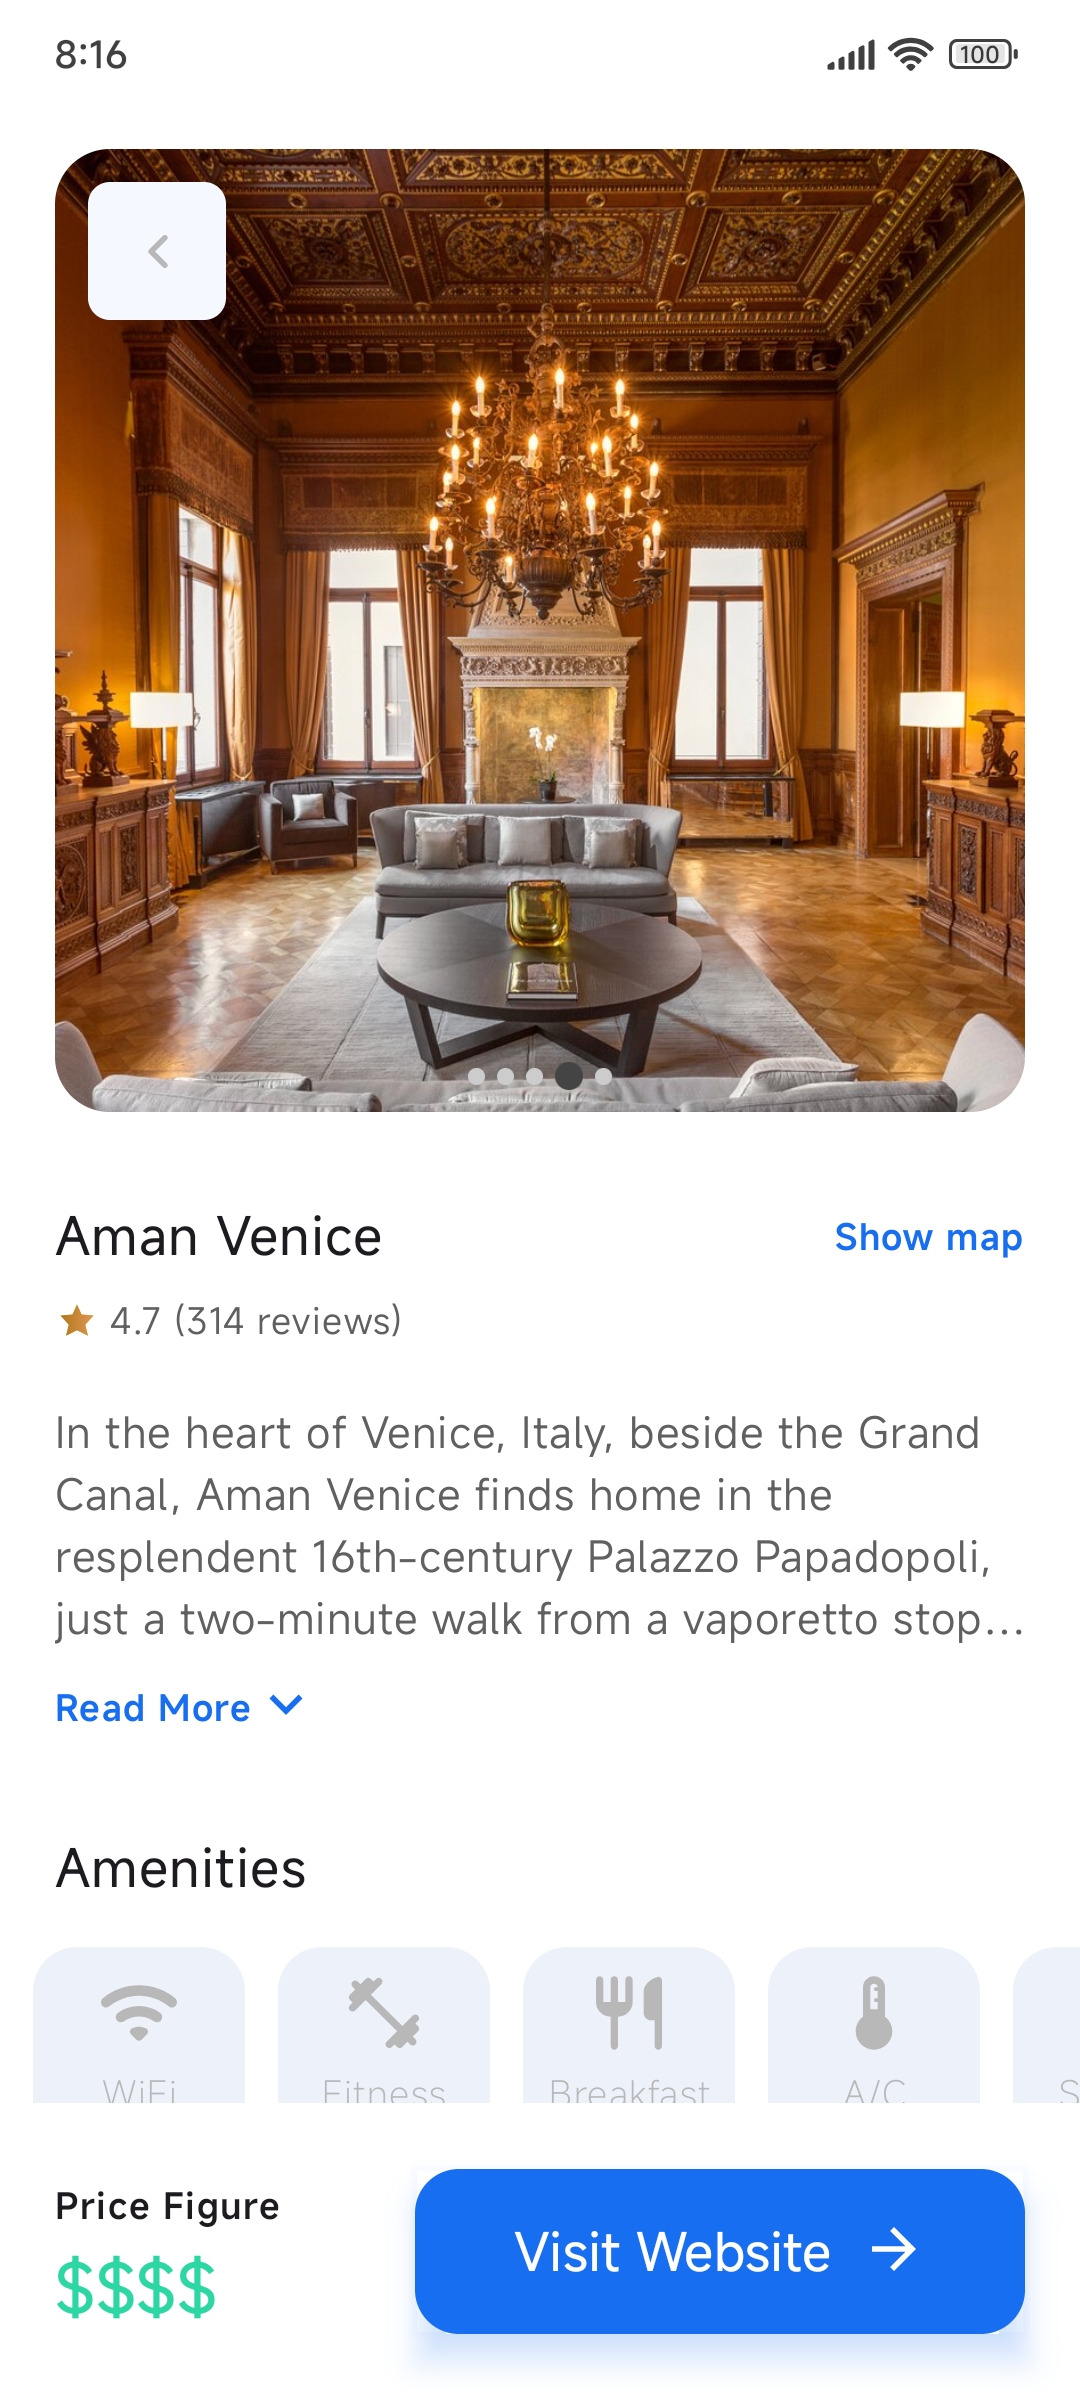 8:16
100
Aman Venice
Show map
4.7 (314 reviews)
In the heart of Venice, Italy, beside the Grand
Canal, Aman Venice finds home in the
resplendent 16th-century Palazzo Papadopoli,
just a two-minute walk from a vaporetto stop...
Read More
Amenities
WiFi
Fitness
Breakfast
A/C
Price Figure
$$$$
Visit Website